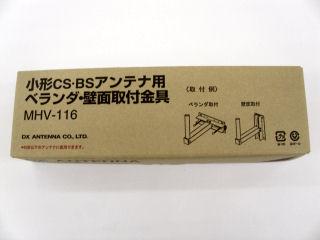 小形CS・BSアンテナ用
ベランダ・壁面取付金具
MHV-116
DX ANTENNA CO., LTD.
〈取付例〉
ベランダ取付
壁面取付